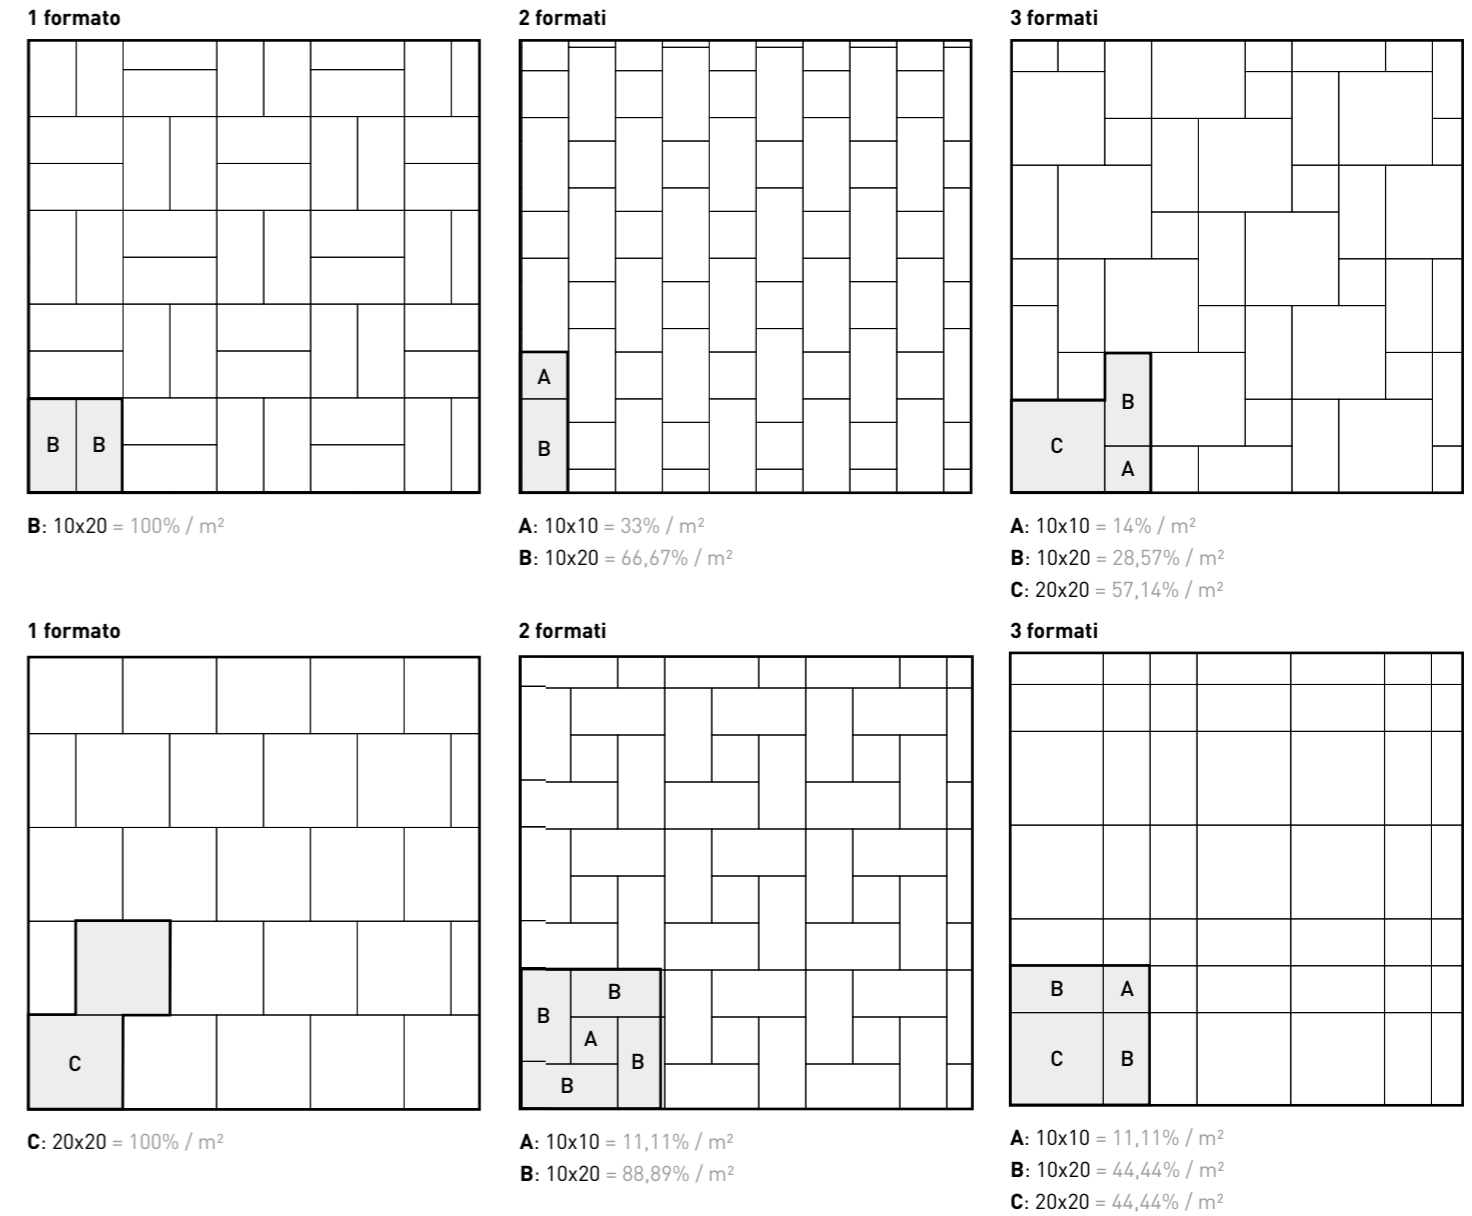 1 formato
2 formati
3 formati
A
B
B
C
B
B
A
B
B: 10x20 = 100% / m²
A: 10x10 = 33% / m²
B: 10x20 = 66,67% / m²
A: 10x10 = 14% / m²
B: 10x20 = 28,57% / m²
C: 20x20 = 57,14% / m²
1 formato
2 formati
3 formati
C
B
B
A
B
B
B
A
C
B
C: 20x20 = 100% / m²
A: 10x10 = 11,11% / m²
B: 10x20 = 88,89% / m²
A: 10x10 = 11,11% / m²
B: 10x20 = 44,44% / m²
C: 20x20 = 44,44% / m²